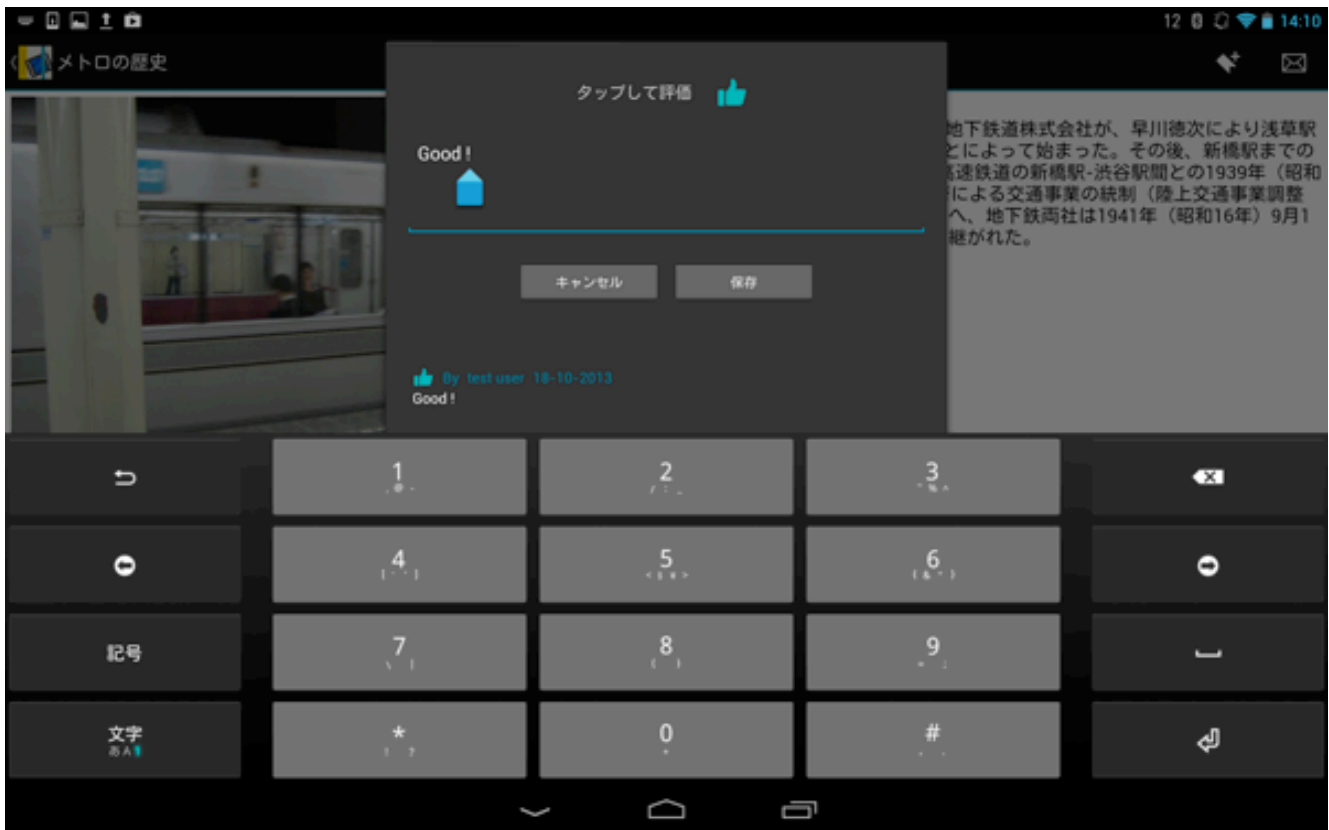 12 14:10
メトロの歴史
タップして評価
Good !
キャンセル 保存
By test user 18-10-2013
Good !
地下鉄道株式会社が、早川徳次により浅草駅
とによって始まった。その後、新橋駅までの
高速鉄道の新橋駅-渋谷駅間との1939年（昭和
による交通事業の統制（陸上交通事業調整
へ、地下鉄両社は1941年（昭和16年）9月1
継がれた。
1 2 3
4 5 6
記号 7 8 9
文字 * 0 #
あA1